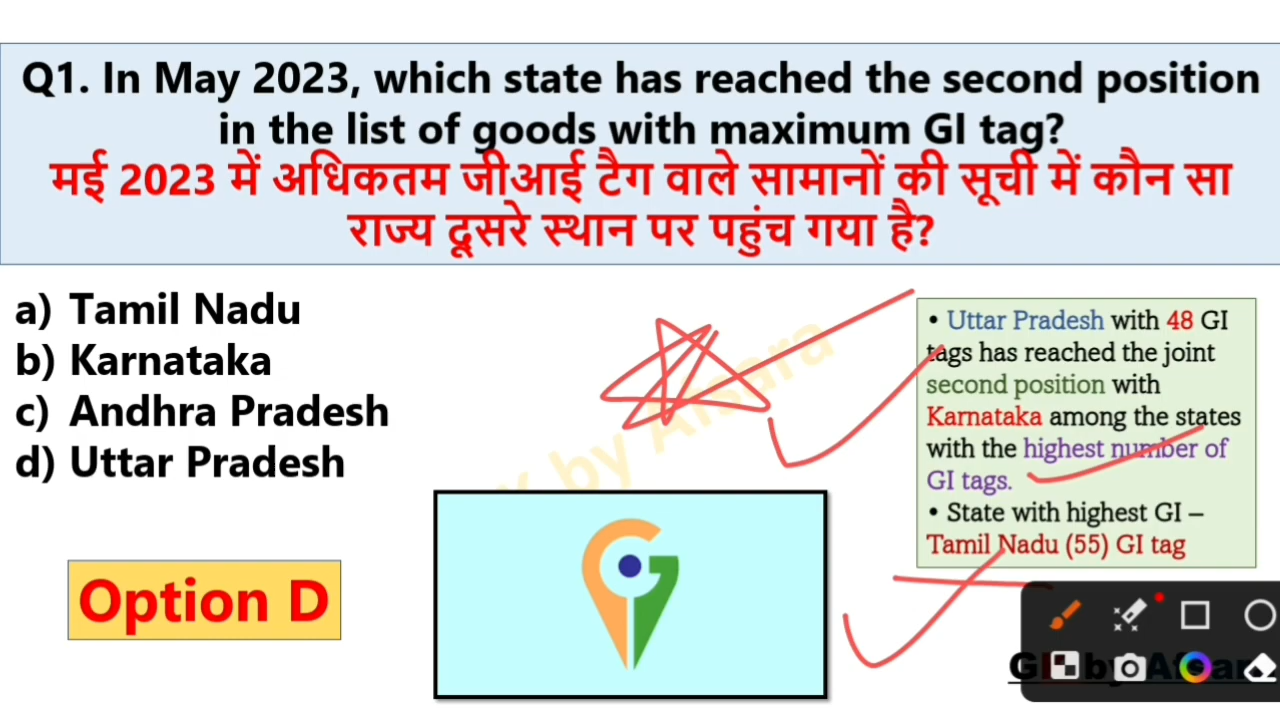 Q1. In May 2023, which state has reached the second position
in the list of goods with maximum GI tag?
मई 2023 में अधिकतम जीआई टैग वाले सामानों की सूची में कौन सा
राज्य दूसरे स्थान पर पहुंच गया है?
a) Tamil Nadu
b) Karnataka
c) Andhra Pradesh
d) Uttar Pradesh
Option D
by Afsara
• Uttar Pradesh with 48 GI
tags has reached the joint
second position with
Karnataka among the states
with the highest number of
GI tags.
• State with highest GI –
Tamil Nadu (55) GI tag